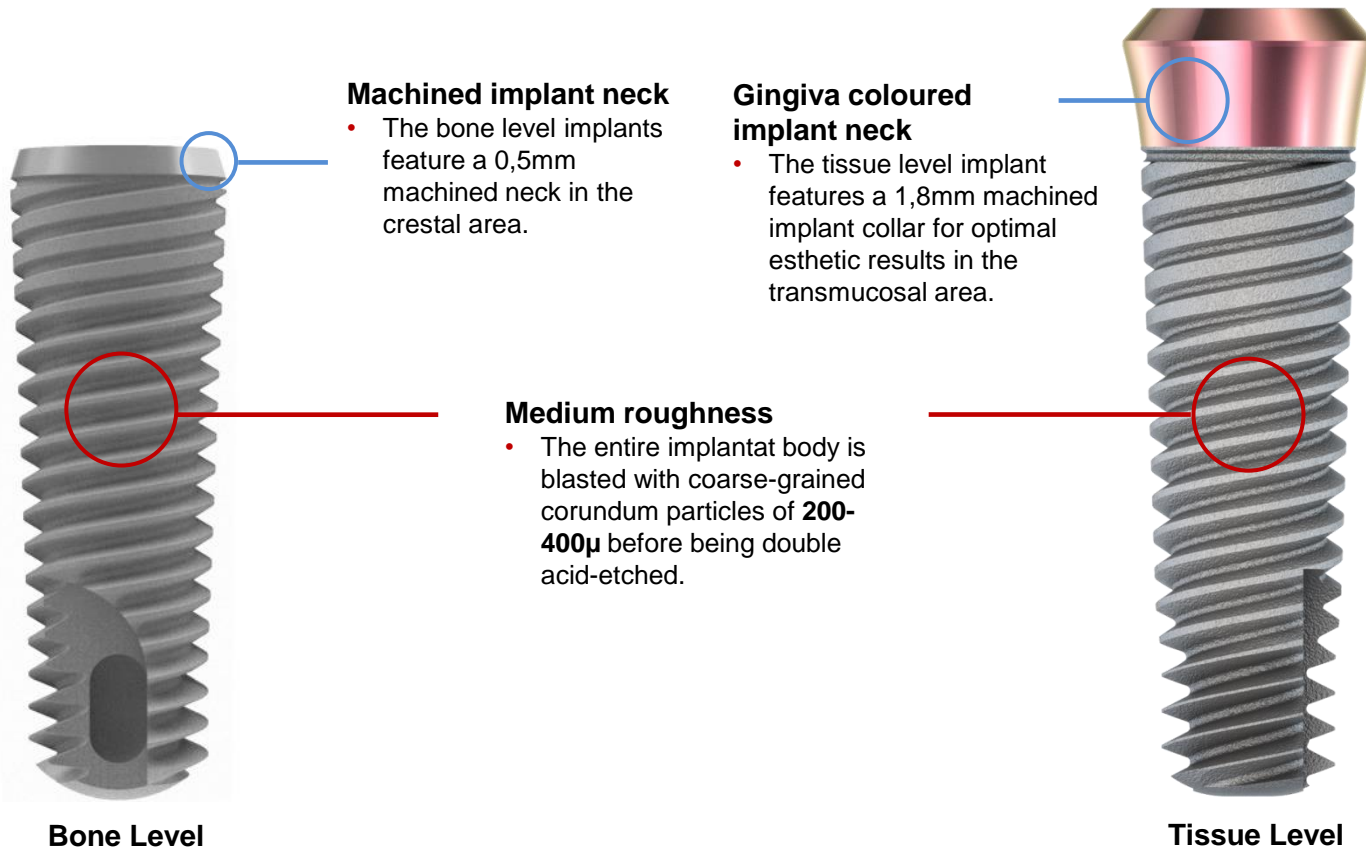 Machined implant neck
• The bone level implants
feature a 0,5mm
machined neck in the
crestal area.
Gingiva coloured
implant neck
• The tissue level implant
features a 1,8mm machined
implant collar for optimal
esthetic results in the
transmucosal area.
Medium roughness
• The entire implantat body is
blasted with coarse-grained
corundum particles of 200-
400µ before being double
acid-etched.
Bone Level
Tissue Level